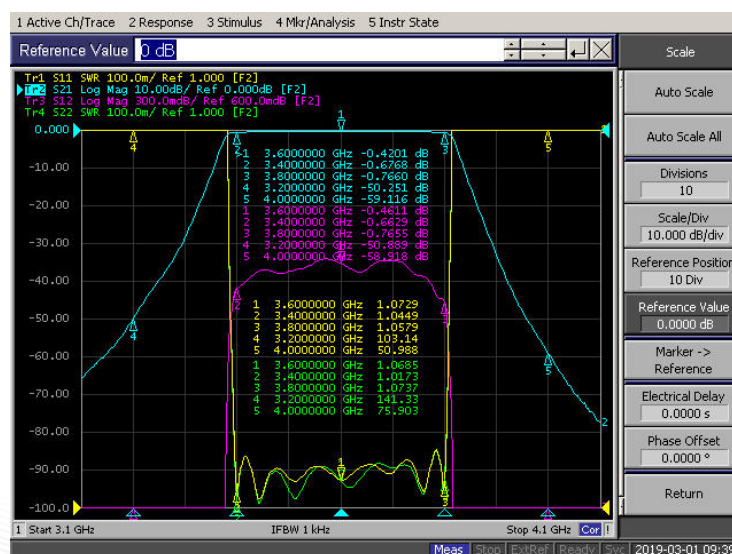 1 Active Ch/Trace 2 Response 3 Stimulus 4 Mkr/Analysis 5 Instr State
Reference Value 0 dB
Scale
Tr1 S11 SWR 100.0m/ Ref 1.000 [F2]
Tr2 S21 Log Mag 10.00dB/ Ref 0.000dB [F2]
Tr3 S12 Log Mag 300.0mdB/ Ref 600.0mdB [F2]
Tr4 S22 SWR 100.0m/ Ref 1.000 [F2]
0.000
-10.00
-20.00
-30.00
-40.00
-50.00
-60.00
-70.00
-80.00
-90.00
-100.0
>1 3.6000000 GHz -0.4201 dB
2 3.4000000 GHz -0.6768 dB
3 3.8000000 GHz -0.7660 dB
4 3.2000000 GHz -50.251 dB
5 4.0000000 GHz -59.116 dB
1 3.6000000 GHz -0.4611 dB
2 3.4000000 GHz -0.6629 dB
3 3.8000000 GHz -0.7655 dB
4 3.2000000 GHz -50.889 dB
5 4.0000000 GHz -58.918 dB
1 3.6000000 GHz 1.0729
2 3.4000000 GHz 1.0449
3 3.8000000 GHz 1.0579
4 3.2000000 GHz 103.14
5 4.0000000 GHz 50.988
1 3.6000000 GHz 1.0685
2 3.4000000 GHz 1.0173
3 3.8000000 GHz 1.0737
4 3.2000000 GHz 141.33
5 4.0000000 GHz 75.903
Auto Scale
Auto Scale All
Divisions
10
Scale/Div
10.000 dB/div
Reference Position
10 Div
Reference Value
0.0000 dB
Marker ->
Reference
Electrical Delay
0.0000 s
Phase Offset
0.0000 °
Return
1 Start 3.1 GHz IFBW 1 kHz Stop 4.1 GHz Cor !
Meas Stop ExtRef Ready Svc 2019-03-01 09:39